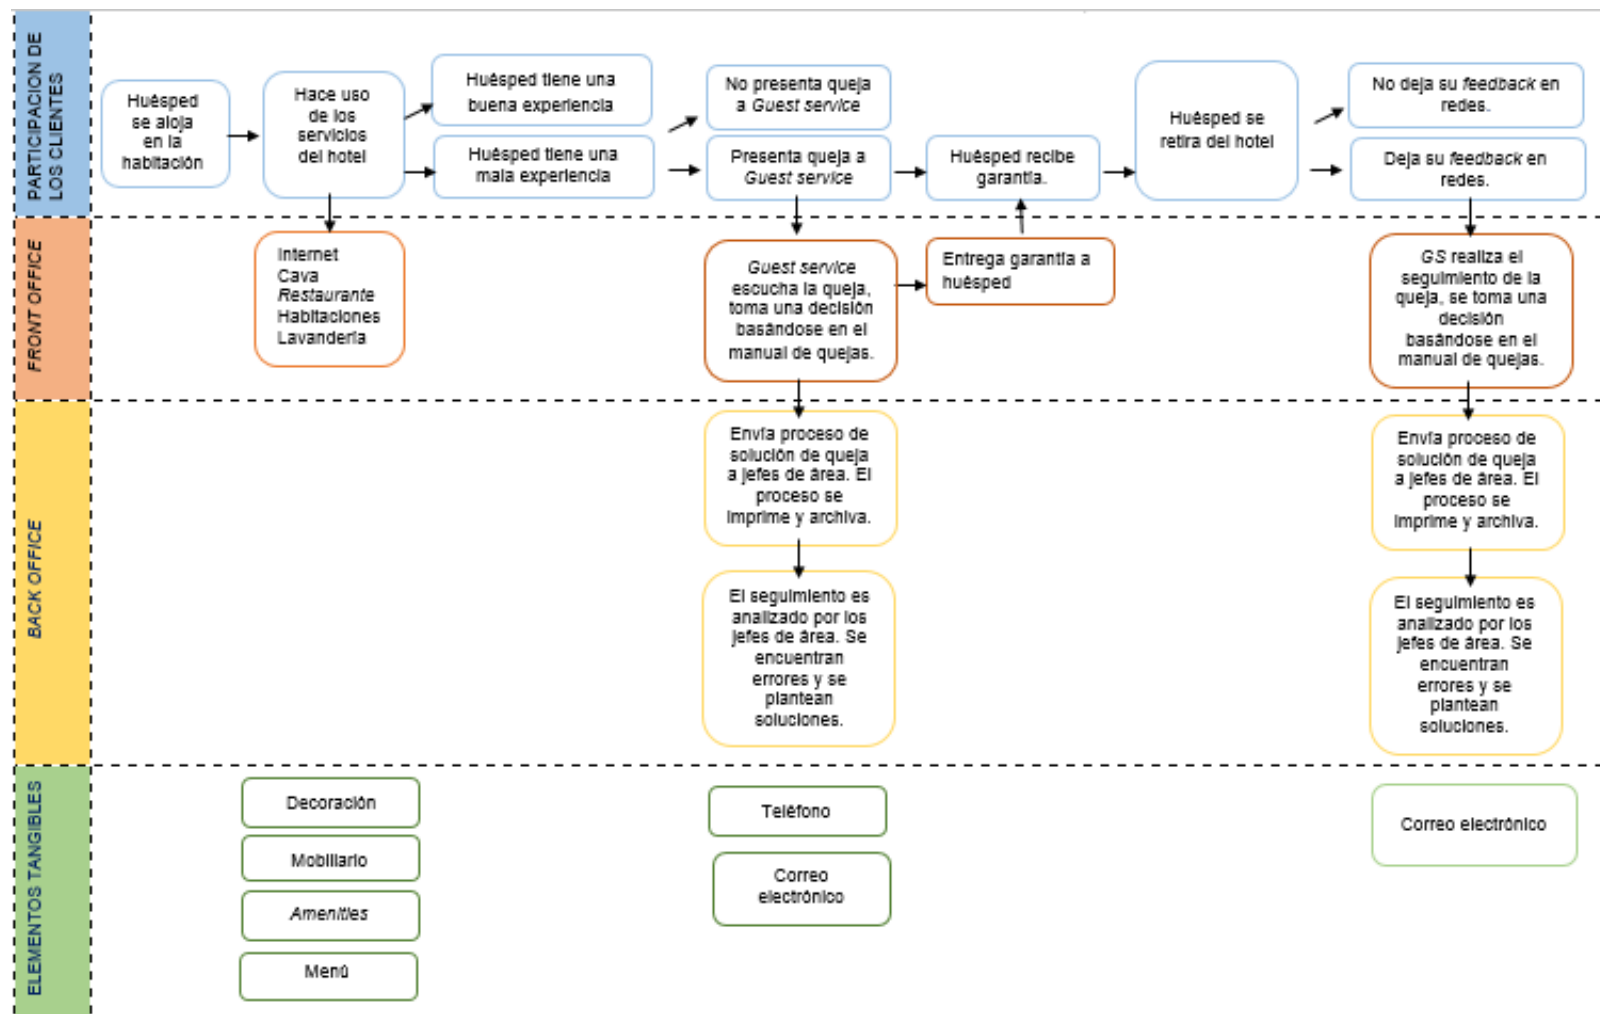 PARTICIPACION DE
LOS CLIENTES
Huésped
se aloja
en la
habitación
Hace uso
de los
servicios
del hotel
Huésped tiene una
buena experiencia
Huésped tiene una
mala experiencia
No presenta queja
a Guest service
Presenta queja a
Guest service
Huésped recibe
garantía.
Huésped se
retira del hotel
No deja su feedback en
redes.
Deja su feedback en
redes.
FRONT OFFICE
Internet
Cava
Restaurante
Habitaciones
Lavandería
Guest service
escucha la queja,
toma una decisión
basándose en el
manual de quejas.
Entrega garantía a
huésped
GS realiza el
seguimiento de la
queja, se toma una
decisión
basándose en el
manual de quejas.
BACK OFFICE
Envía proceso de
solución de queja
a jefes de área. El
proceso se
imprime y archiva.
El seguimiento es
analizado por los
jefes de área. Se
encuentran
errores y se
plantean
soluciones.
Envía proceso de
solución de queja
a jefes de área. El
proceso se
imprime y archiva.
El seguimiento es
analizado por los
jefes de área. Se
encuentran
errores y se
plantean
soluciones.
ELEMENTOS TANGIBLES
Decoración
Mobiliario
Amenities
Menú
Teléfono
Correo
electrónico
Correo electrónico